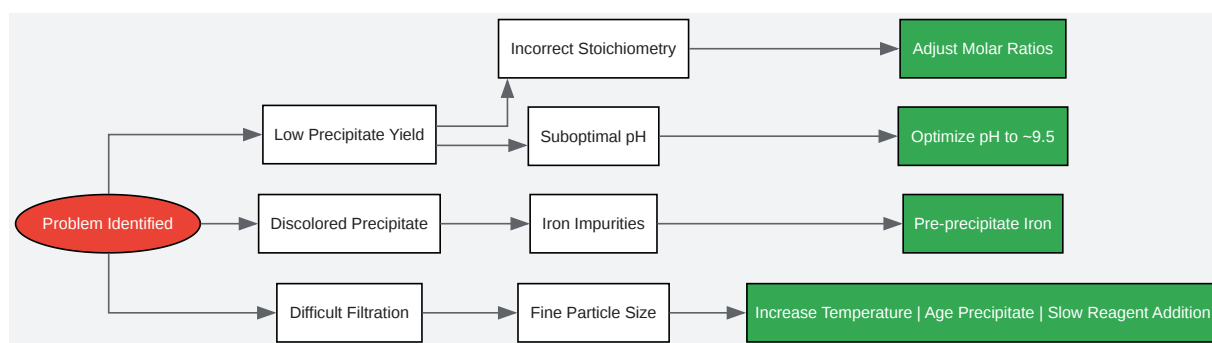 Incorrect Stoichiometry
Adjust Molar Ratios
Low Precipitate Yield
Suboptimal pH
Optimize pH to ~9.5
Problem Identified
Discolored Precipitate
Iron Impurities
Pre-precipitate Iron
Difficult Filtration
Fine Particle Size
Increase Temperature | Age Precipitate | Slow Reagent Addition